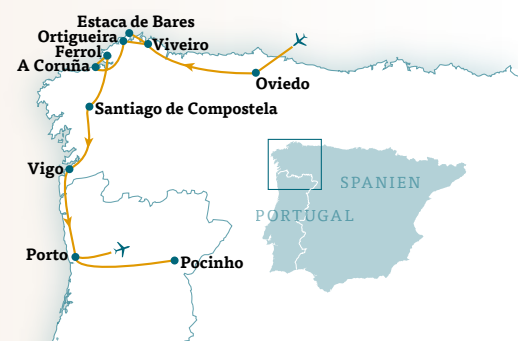 Estaca de Bares
Ortigueira
Viveiro
Ferrol
A Coruña
Oviedo
Santiago de Compostela
Vigo
SPANIEN
PORTUGAL
Porto
Pocinho